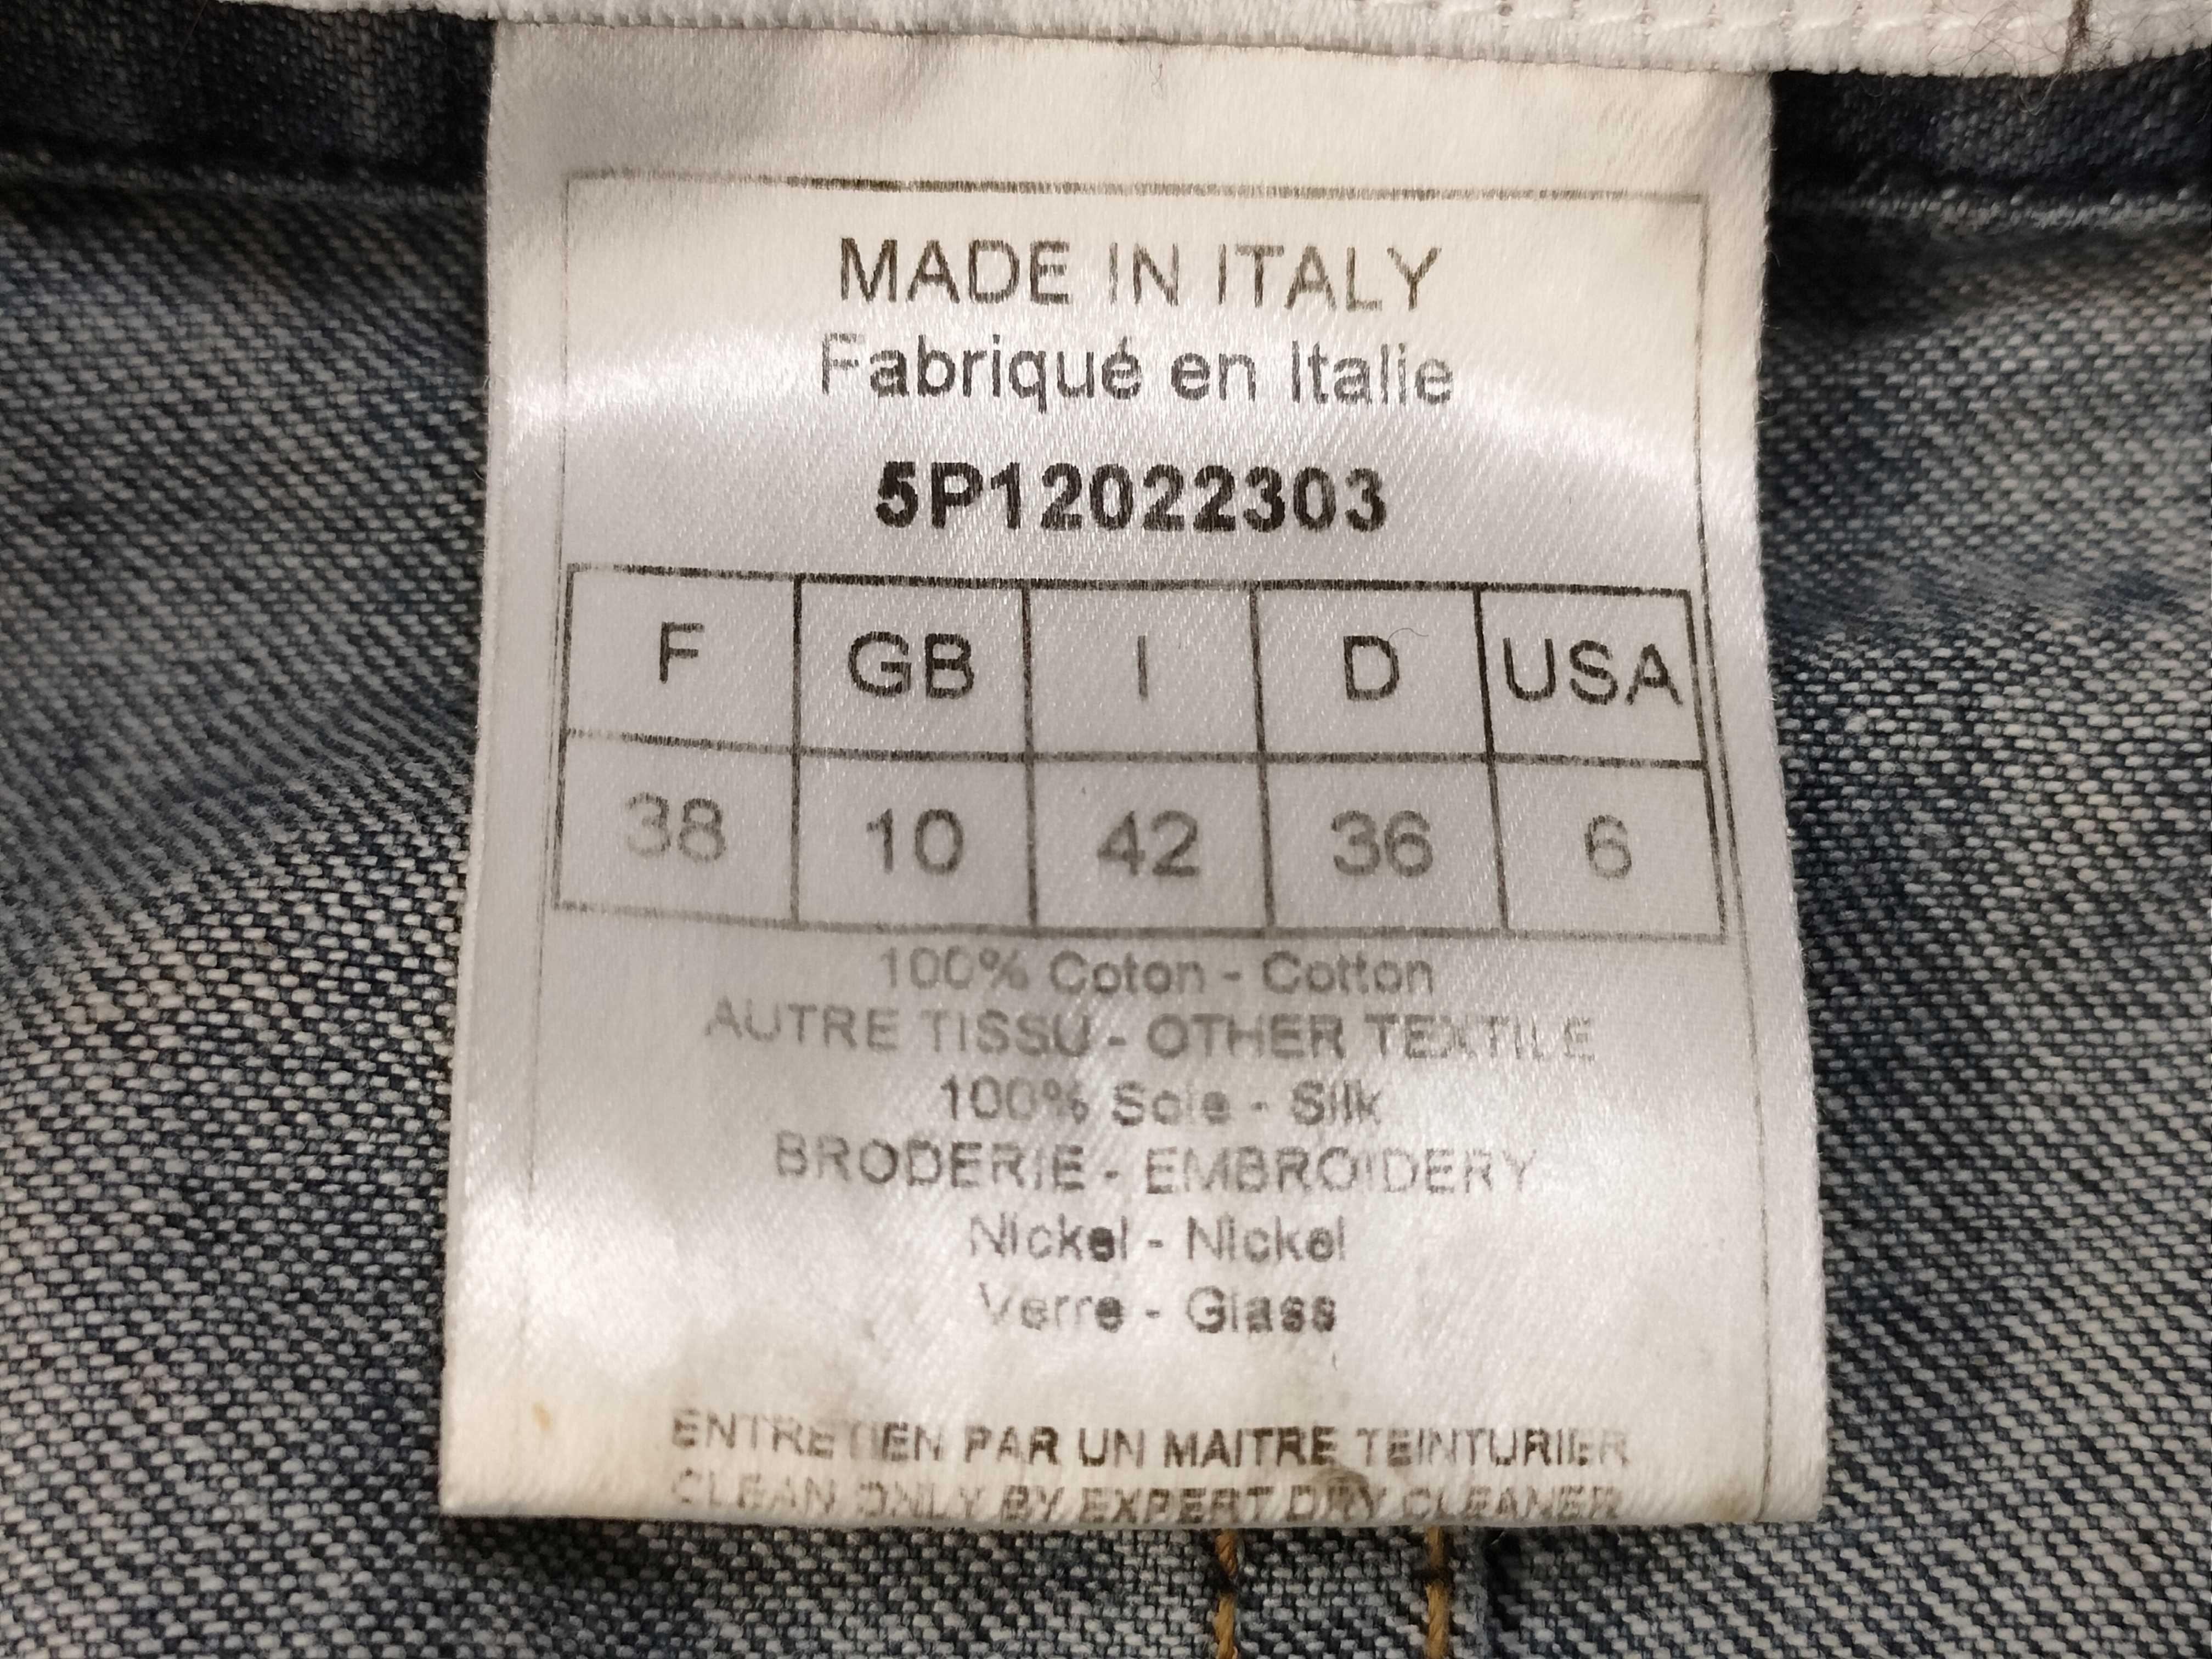 MADE IN ITALY
Fabriqué en Italie
5P12022303
F GB I D USA
38 10 42 36 6
100% Coton - Cotton
AUTRE TISSU - OTHER TEXTILE
100% Soie - Silk
BRODERIE - EMBROIDERY
Nickel - Nickel
Verre - Glass
ENTRETIEN PAR UN MAITRE TEINTURIER
CLEAN ONLY BY EXPERT DRY CLEANER